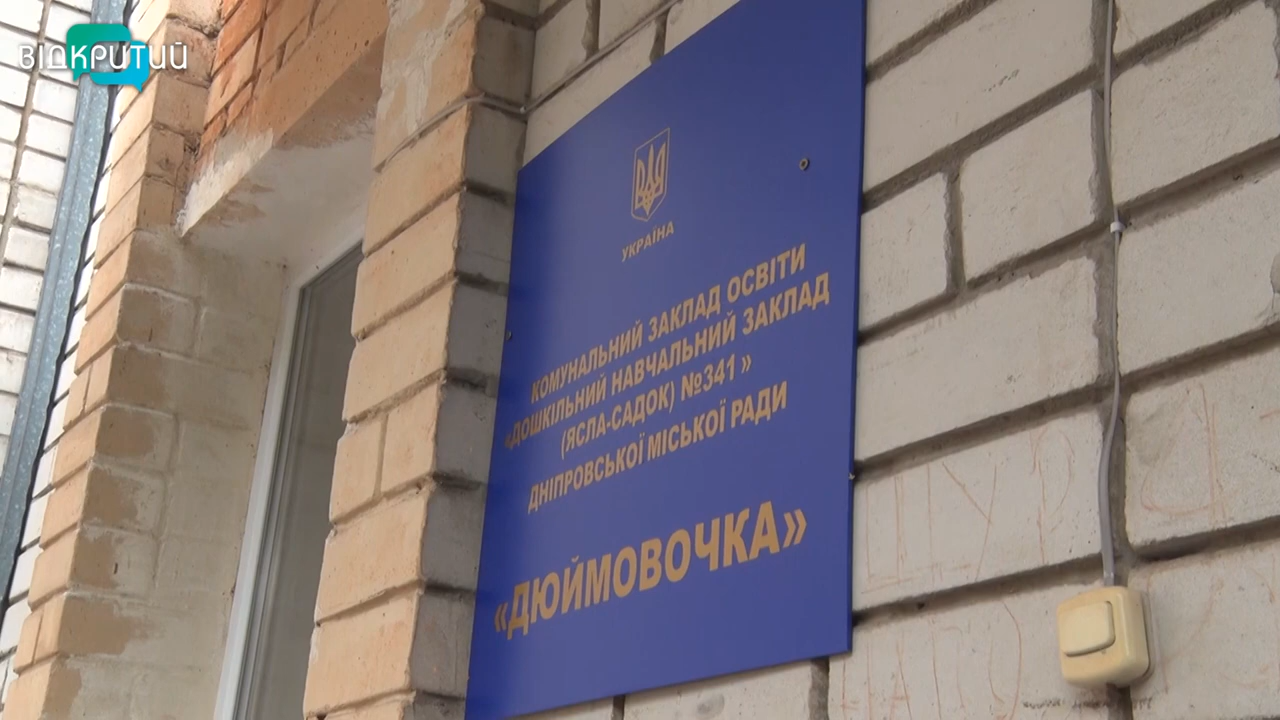 ВІДКРИТИЙ
УКРАЇНА
КОМУНАЛЬНИЙ ЗАКЛАД ОСВІТИ
«ДОШКІЛЬНИЙ НАВЧАЛЬНИЙ ЗАКЛАД
(ЯСЛА-САДОК) №341 »
ДНІПРОВСЬКОЇ МІСЬКОЇ РАДИ
«ДЮЙМОВОЧКА»